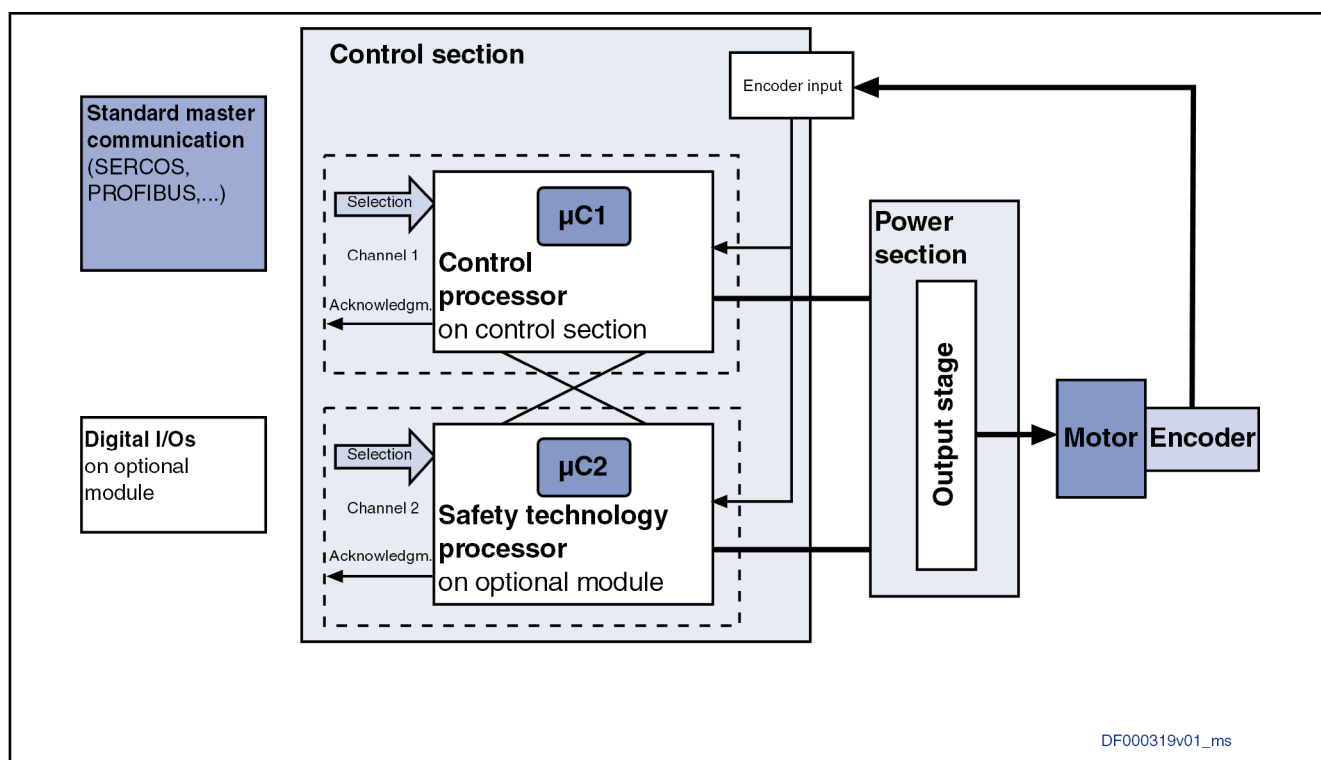 Control section
Encoder input
Standard master
communication
(SERCOS,
PROFIBUS,...)
Selection
µC1
Channel 1
Control
processor
on control section
Acknowledgm.
Power
section
Output stage
Motor
Encoder
Digital I/Os
on optional
module
Selection
µC2
Channel 2
Safety technology
processor
on optional module
Acknowledgm.
DF000319v01_ms